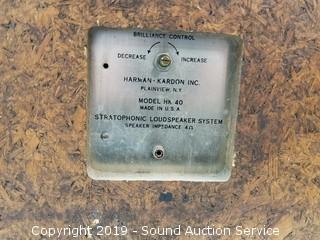 BRILLIANCE CONTROL
DECREASE INCREASE
HARMAN-KARDON INC.
PLAINVIEW, N.Y.
MODEL HK 40
MADE IN U.S.A.
STRATOPHONIC LOUDSPEAKER SYSTEM
SPEAKER IMPEDANCE 4Ω
Copyright 2019 - Sound Auction Service